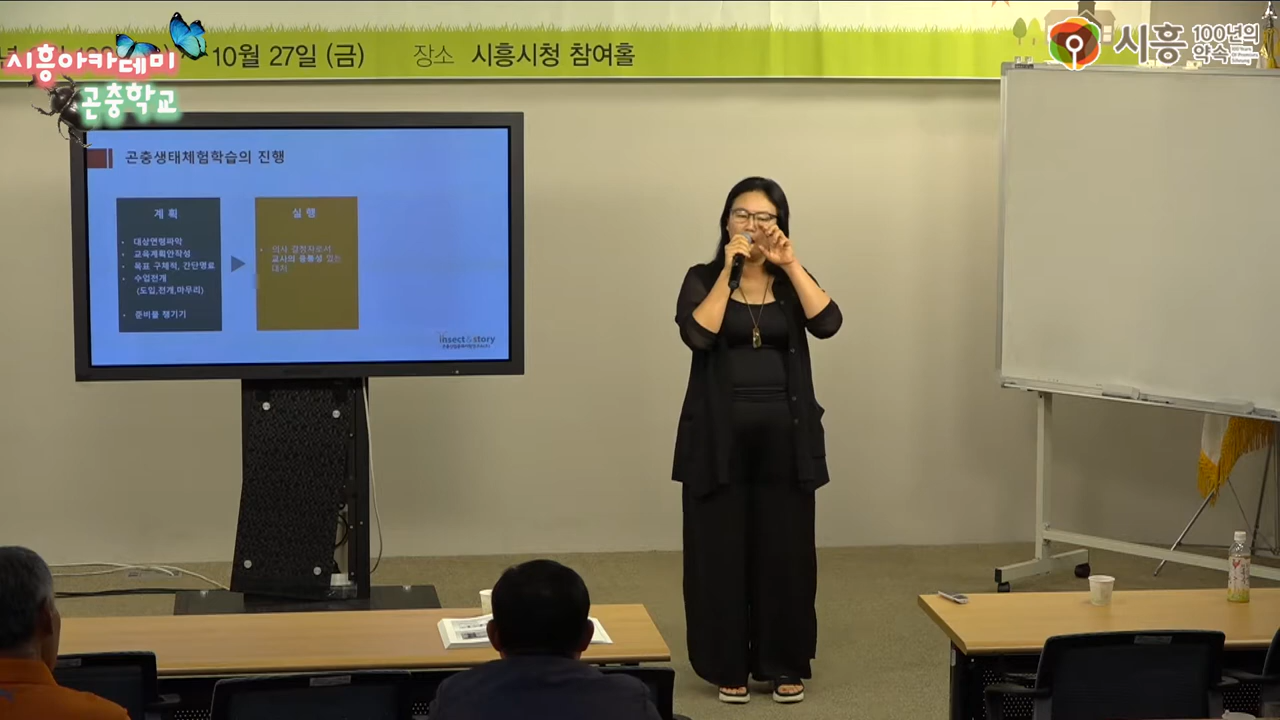 10월 27일 (금) 장소 시흥시청 참여홀
시흥아카데미
곤충학교
시흥 100년의
약속
곤충생태체험학습의 진행
계 획
• 대상연령파악
• 교육계획안작성
• 목표 구체적, 간단명료
• 수업전개
(도입,전개,마무리)
• 준비물 챙기기
실 행
• 의사 결정자로서
교사의 융통성 있는
대처
insect & story